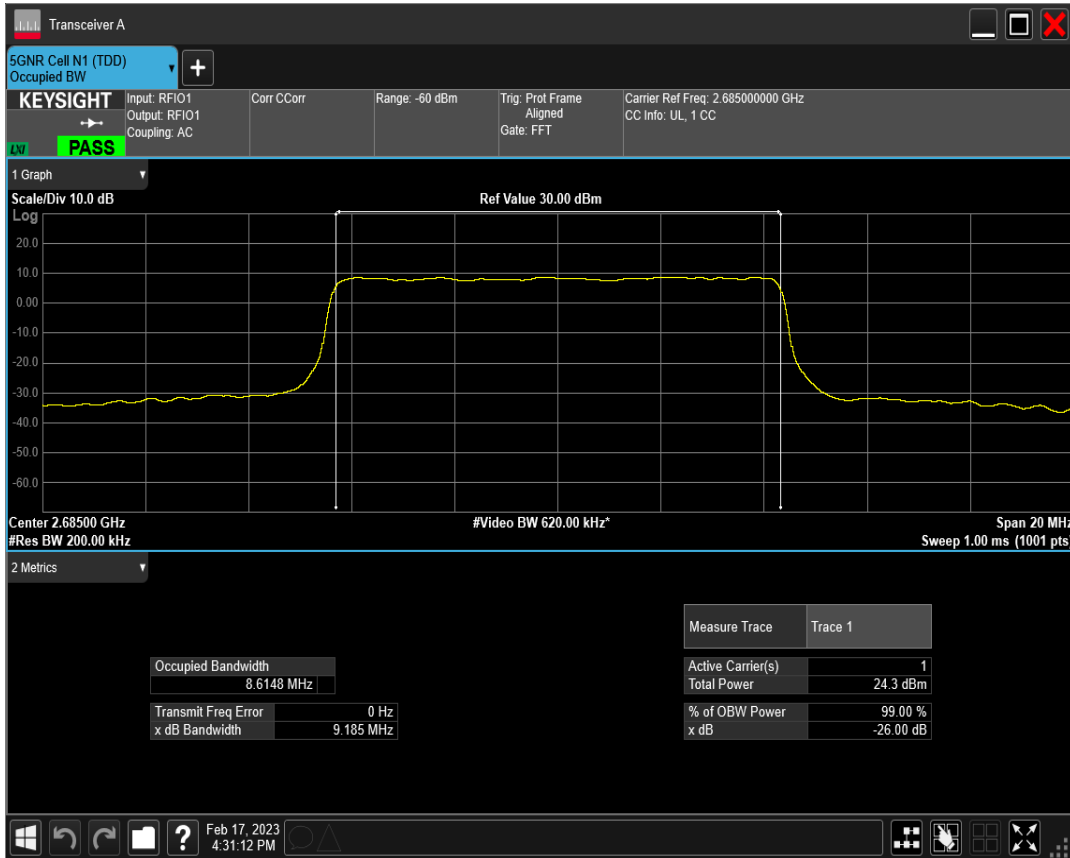 Transceiver A
5GNR Cell N1 (TDD)
Occupied BW
+
KEYSIGHT
LXI
PASS
Input: RFIO1
Output: RFIO1
Coupling: AC
Corr CCorr
Range: -60 dBm
Trig: Prot Frame
Aligned
Gate: FFT
Carrier Ref Freq: 2.685000000 GHz
CC Info: UL, 1 CC
1 Graph
Scale/Div 10.0 dB
Ref Value 30.00 dBm
Log
20.0
10.0
0.00
-10.0
-20.0
-30.0
-40.0
-50.0
-60.0
Center 2.68500 GHz
#Video BW 620.00 kHz*
Span 20 MHz
#Res BW 200.00 kHz
Sweep 1.00 ms (1001 pts)
2 Metrics
Measure Trace Trace 1
Occupied Bandwidth
8.6148 MHz
Active Carrier(s) 1
Total Power 24.3 dBm
Transmit Freq Error 0 Hz
x dB Bandwidth 9.185 MHz
% of OBW Power 99.00 %
x dB -26.00 dB
?
Feb 17, 2023
4:31:12 PM